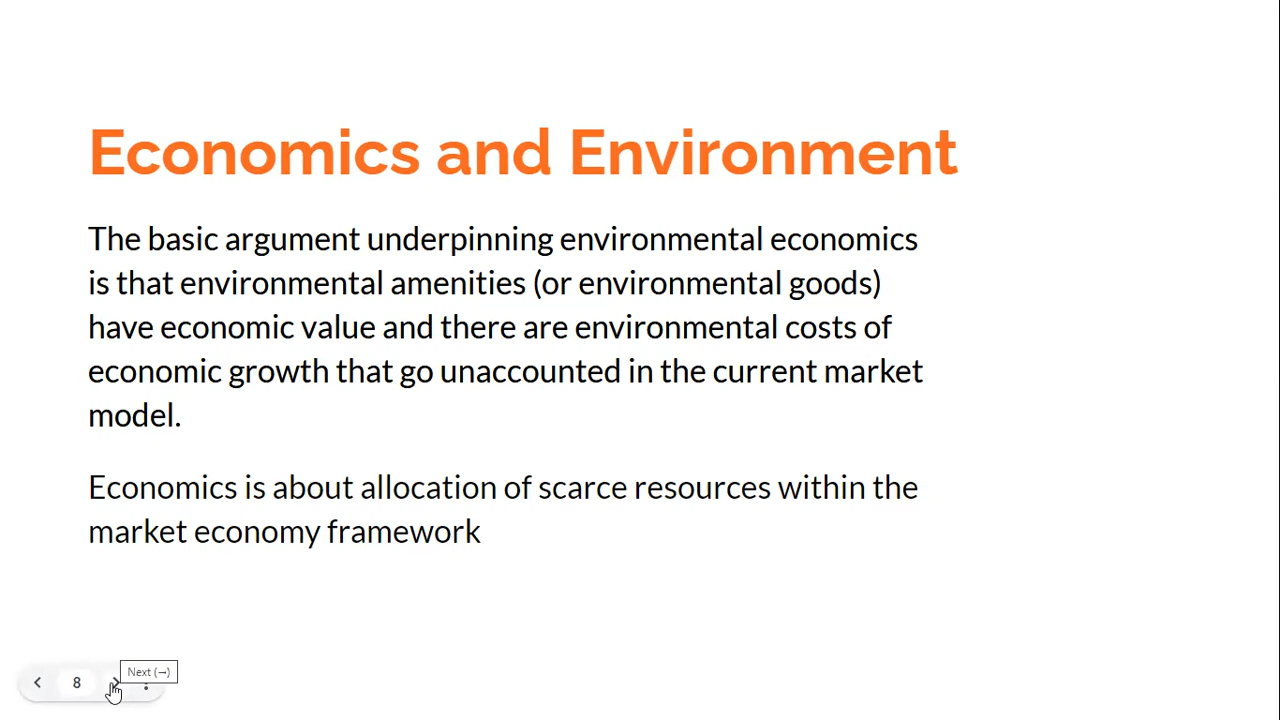 Economics and Environment
The basic argument underpinning environmental economics
is that environmental amenities (or environmental goods)
have economic value and there are environmental costs of
economic growth that go unaccounted in the current market
model.
Economics is about allocation of scarce resources within the
market economy framework
Next (→)
8